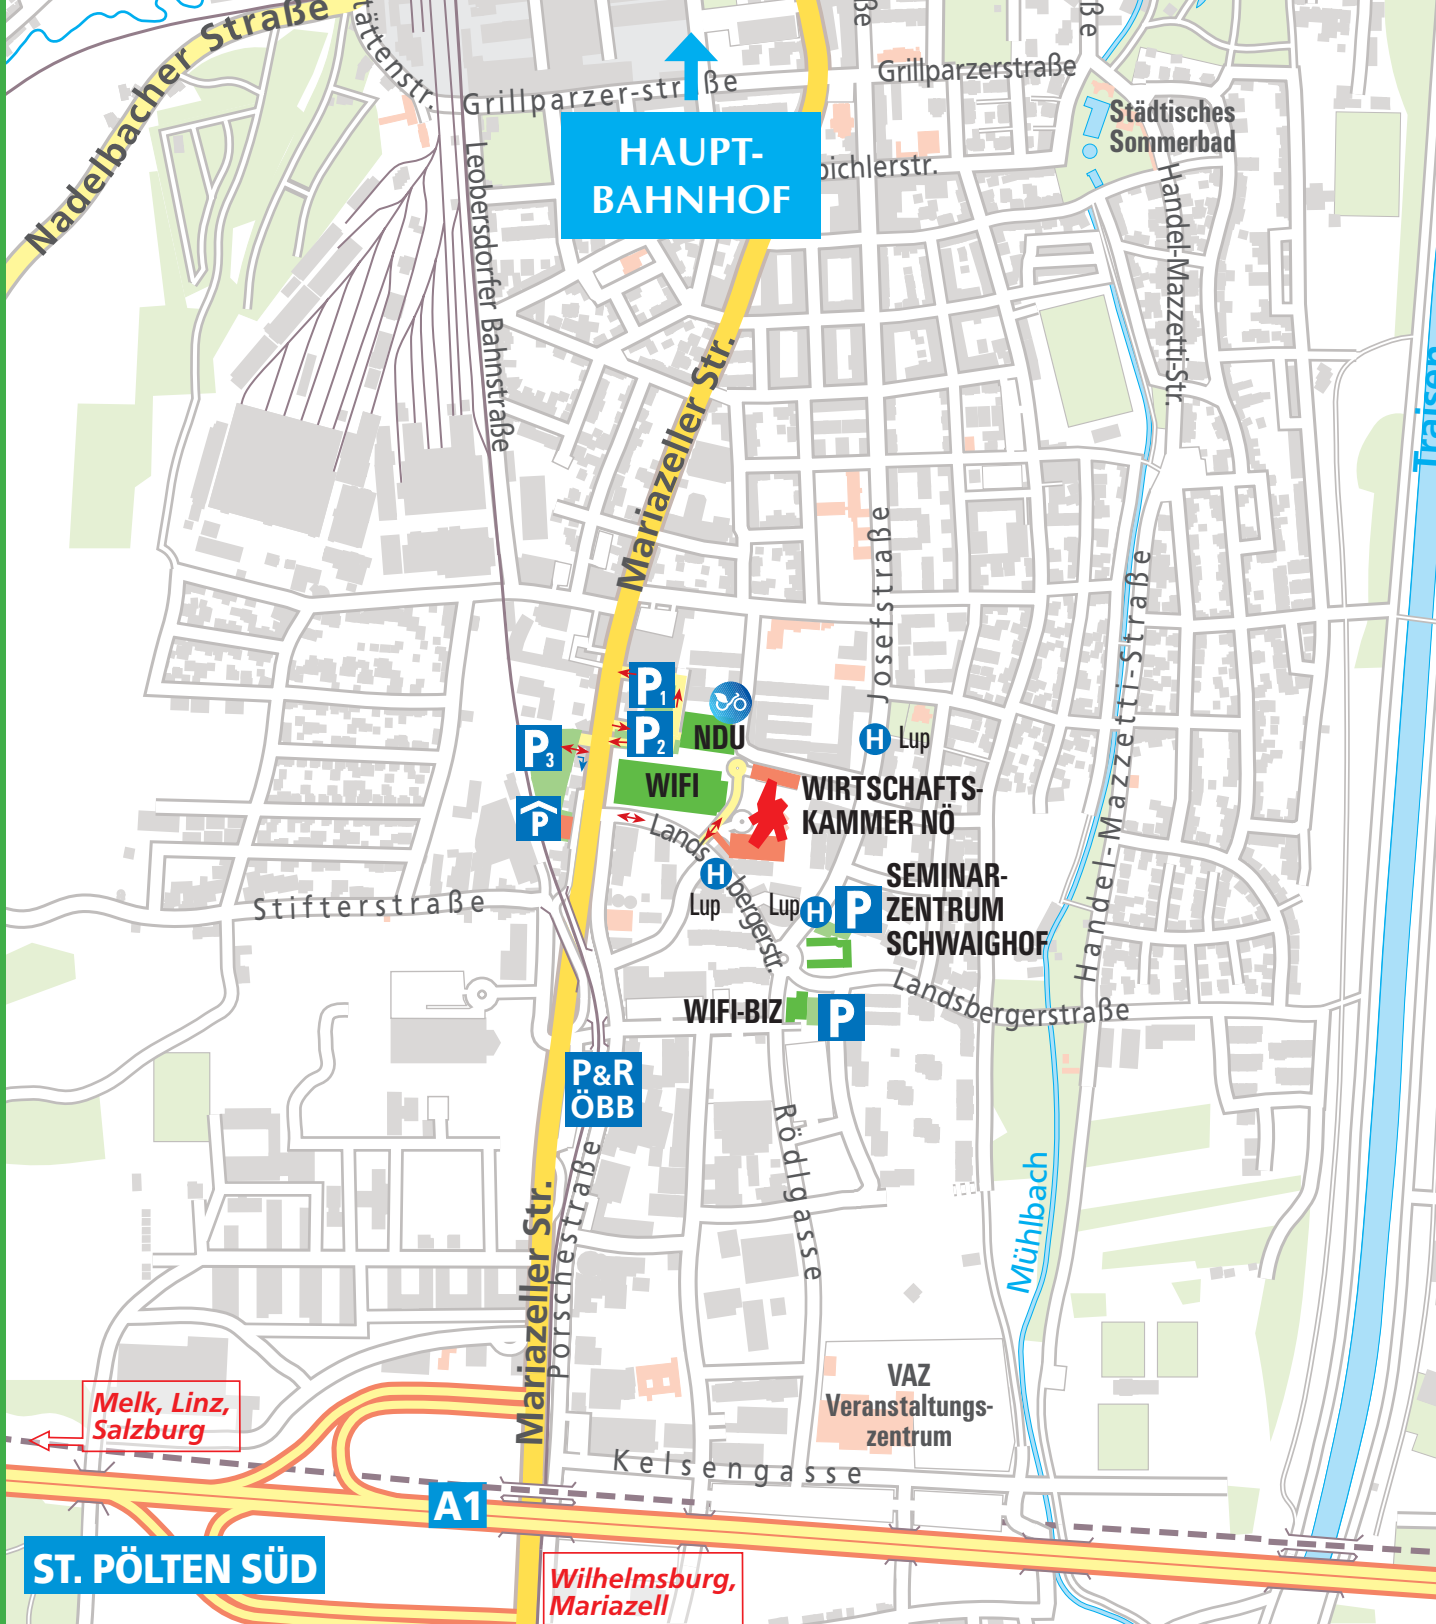 Nadelbacher Straße
Grillparzer-straße
Grillparzerstraße
HAUPT-
BAHNHOF
Städtisches
Sommerbad
Leobersdorfer Bahnstraße
Handel-Mazzetti-Str.
Mariazeller Str.
Traisen
Josefstraße
Handel-Mazzetti-Straße
P1
P2
P3
P
NDU
WIFI
H Lup
WIRTSCHAFTS-
KAMMER NÖ
Landsbergerstr.
H
Lup
Lup H
P
SEMINAR-
ZENTRUM
SCHWAIGHOF
Stifterstraße
Landsbergerstraße
WIFI-BIZ
P
P&R
ÖBB
Rödlgasse
Mühlbach
Mariazeller Str.
Porschestraße
VAZ
Veranstaltungs-
zentrum
Melk, Linz,
Salzburg
Kelsengasse
A1
ST. PÖLTEN SÜD
Wilhelmsburg,
Mariazell